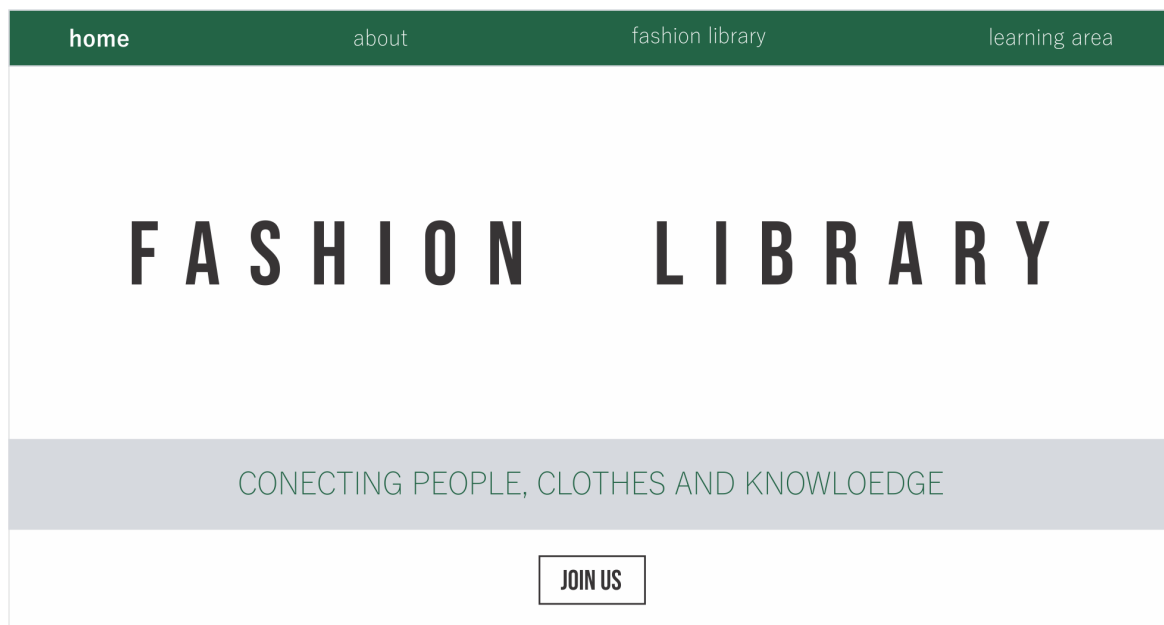 home about fashion library learning area
FASHION LIBRARY
CONECTING PEOPLE, CLOTHES AND KNOWLOEDGE
JOIN US